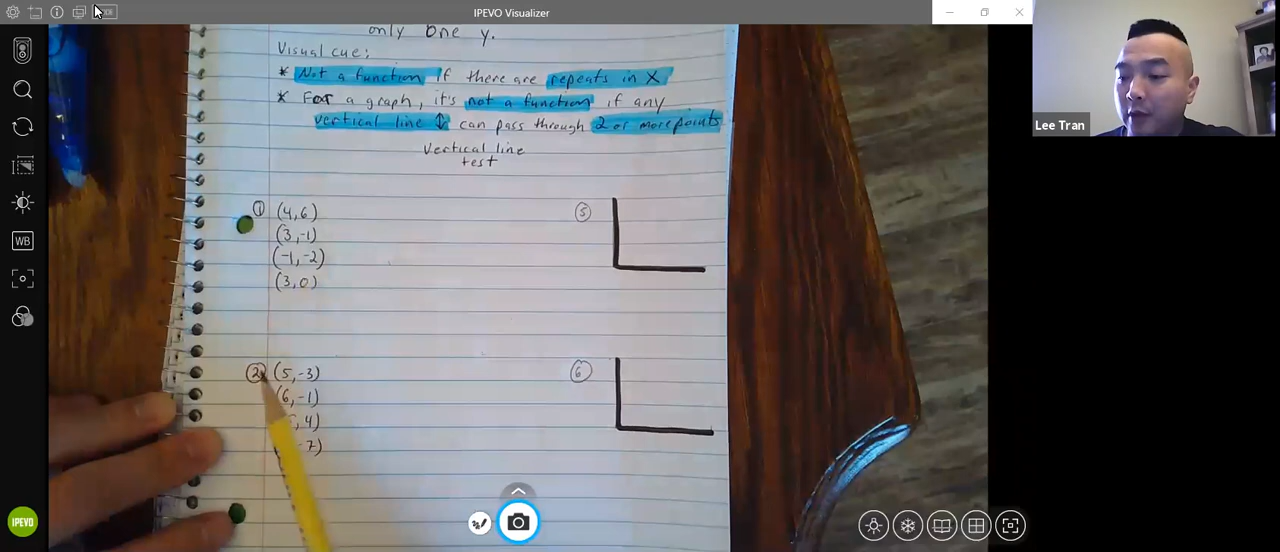 IPEVO Visualizer
Lee Tran
only one y.
Visual cue:
* Not a function if there are repeats in X
* For a graph, it's not a function if any
vertical line ↕ can pass through 2 or more points
Vertical line
test
① (4,6)
(3,-1)
(-1,-2)
(3,0)
⑤
② (5,-3)
(6,-1)
, 4)
-7)
⑥
WB
IPEVO